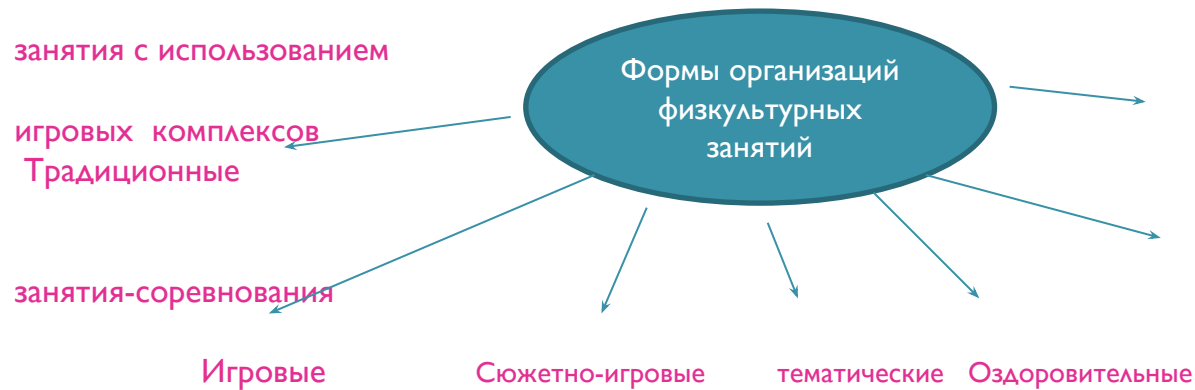 занятия с использованием
Формы организаций
физкультурных
занятий
игровых комплексов
Традиционные
занятия-соревнования
Игровые
Сюжетно-игровые
тематические
Оздоровительные